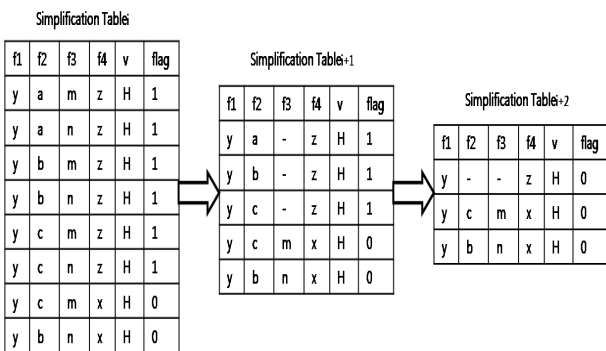 Simplification Tablei
f1 f2 f3 f4 v flag
y a m z H 1
y a n z H 1
y b m z H 1
y b n z H 1
y c m z H 1
y c n z H 1
y c m x H 0
y b n x H 0
Simplification Tablei+1
f1 f2 f3 f4 v flag
y a - z H 1
y b - z H 1
y c - z H 1
y c m x H 0
y b n x H 0
Simplification Tablei+2
f1 f2 f3 f4 v flag
y - - z H 0
y c m x H 0
y b n x H 0